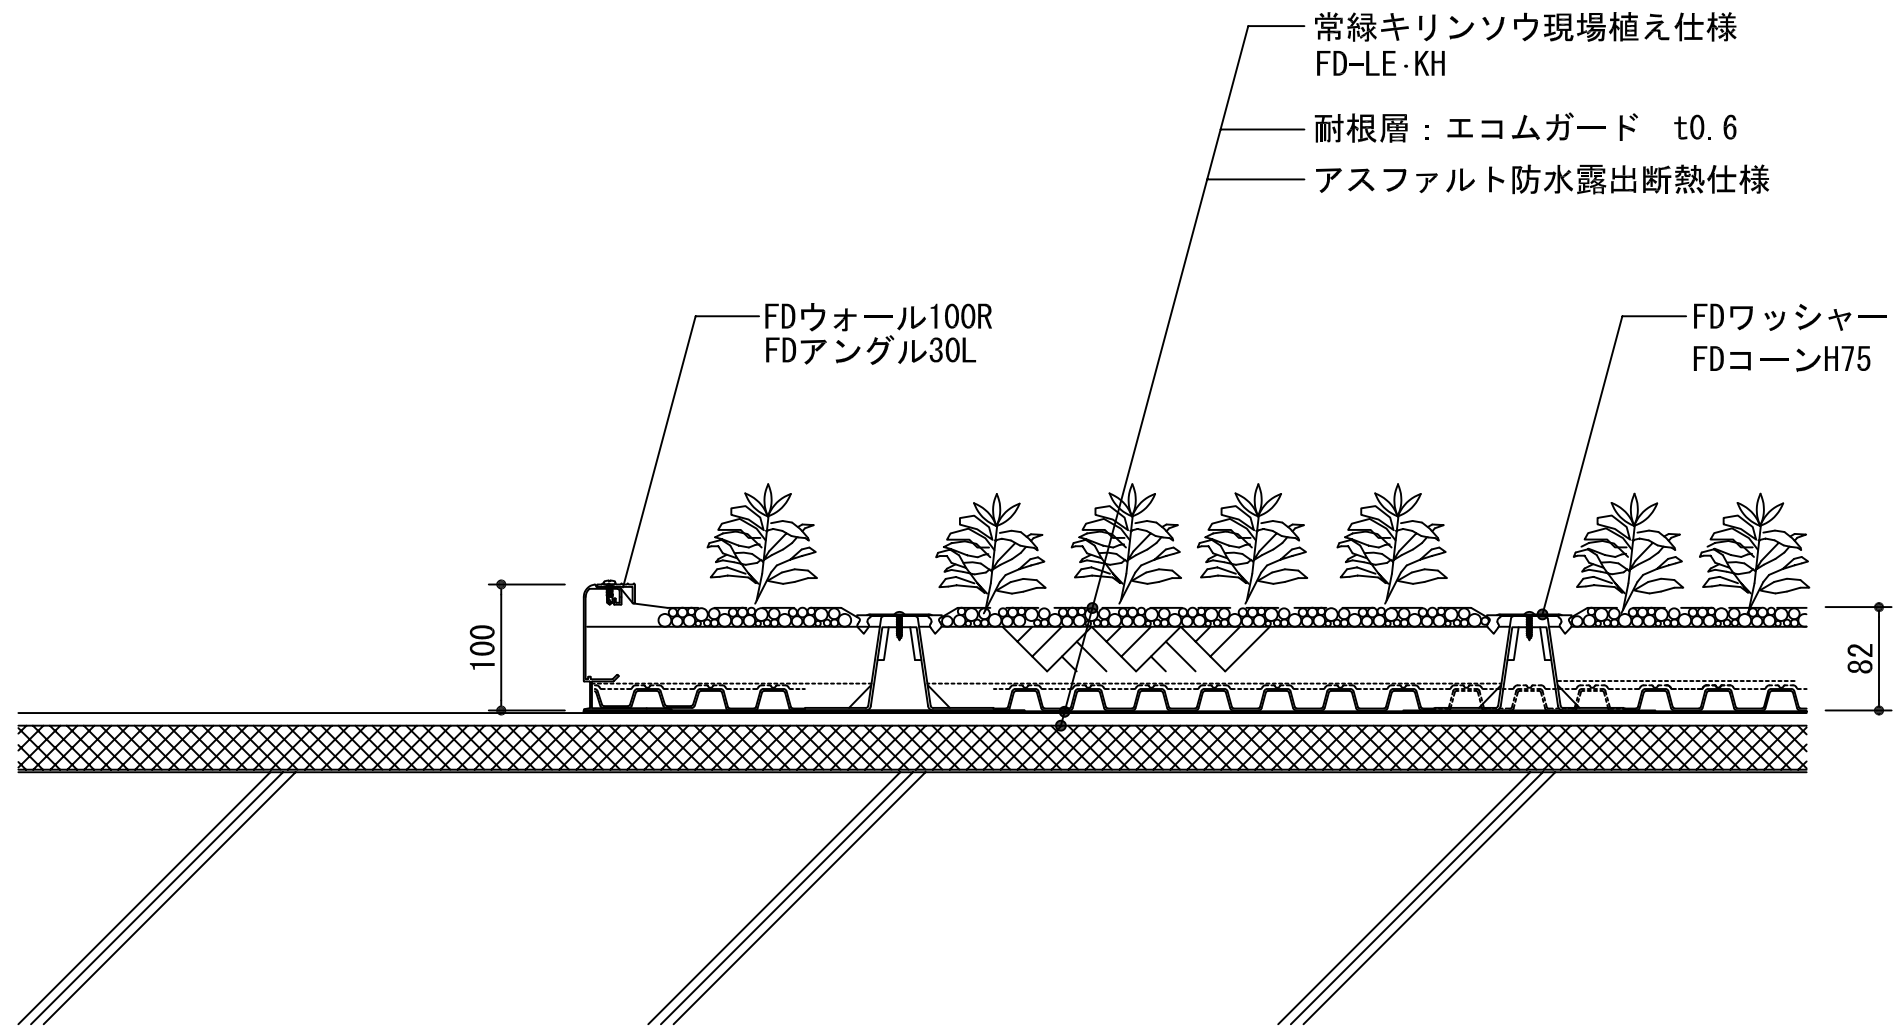 常緑キリンソウ現場植え仕様
FD-LE·KH
耐根層：エコムガード　t0.6
アスファルト防水露出断熱仕様
FDウォール100R
FDアングル30L
FDワッシャー
FDコーンH75
100
82